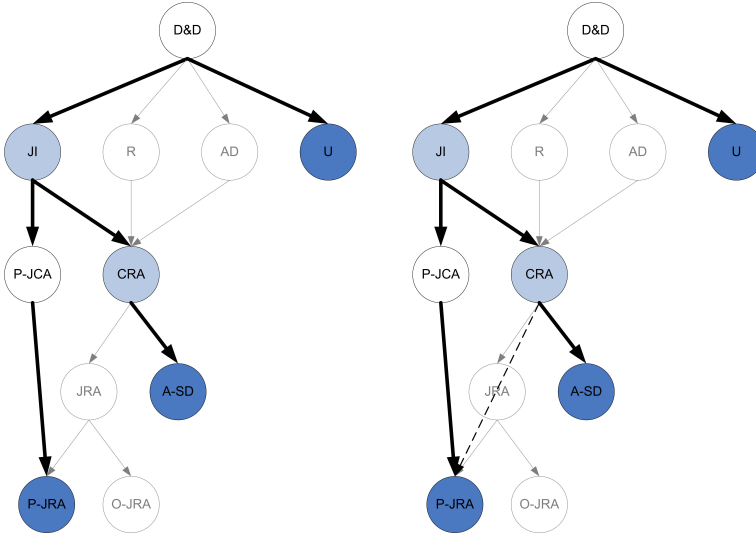 D&D
JI
R
AD
U
P-JCA
CRA
JRA
A-SD
P-JRA
O-JRA
D&D
JI
R
AD
U
P-JCA
CRA
JRA
A-SD
P-JRA
O-JRA